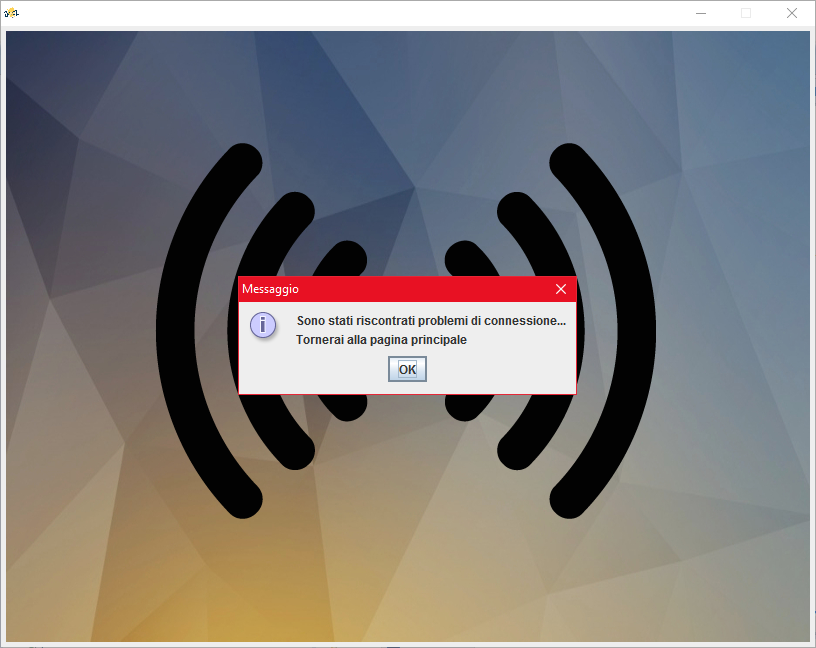 Messaggio
Sono stati riscontrati problemi di connessione...
Tornerai alla pagina principale
OK